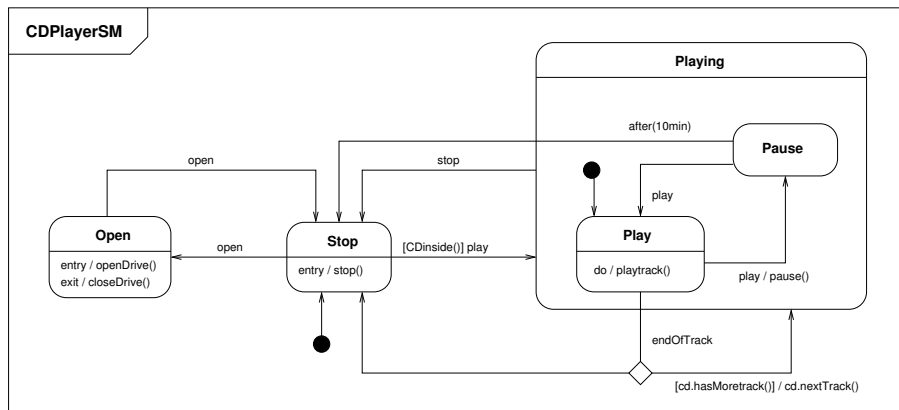 CDPlayerSM
Playing
after(10min)
Pause
open
stop
play
Open
entry / openDrive()
exit / closeDrive()
open
Stop
entry / stop()
[CDinside()] play
Play
do / playtrack()
play / pause()
endOfTrack
[cd.hasMoretrack()] / cd.nextTrack()